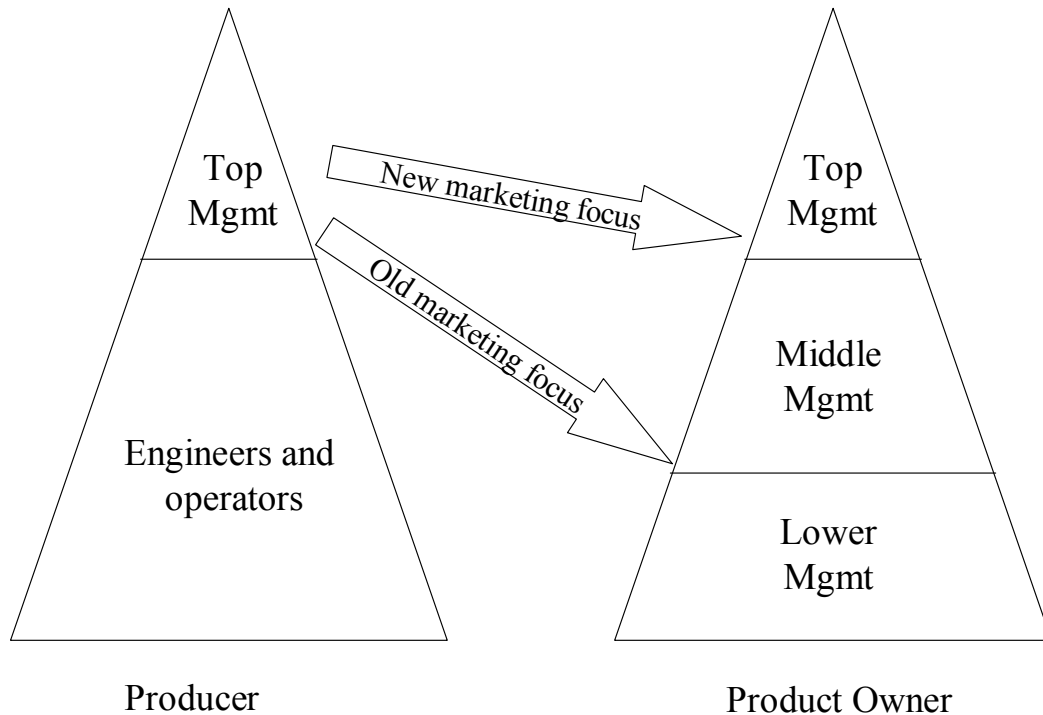 Top
Mgmt
New marketing focus
Top
Mgmt
Old marketing focus
Middle
Mgmt
Engineers and
operators
Lower
Mgmt
Producer
Product Owner